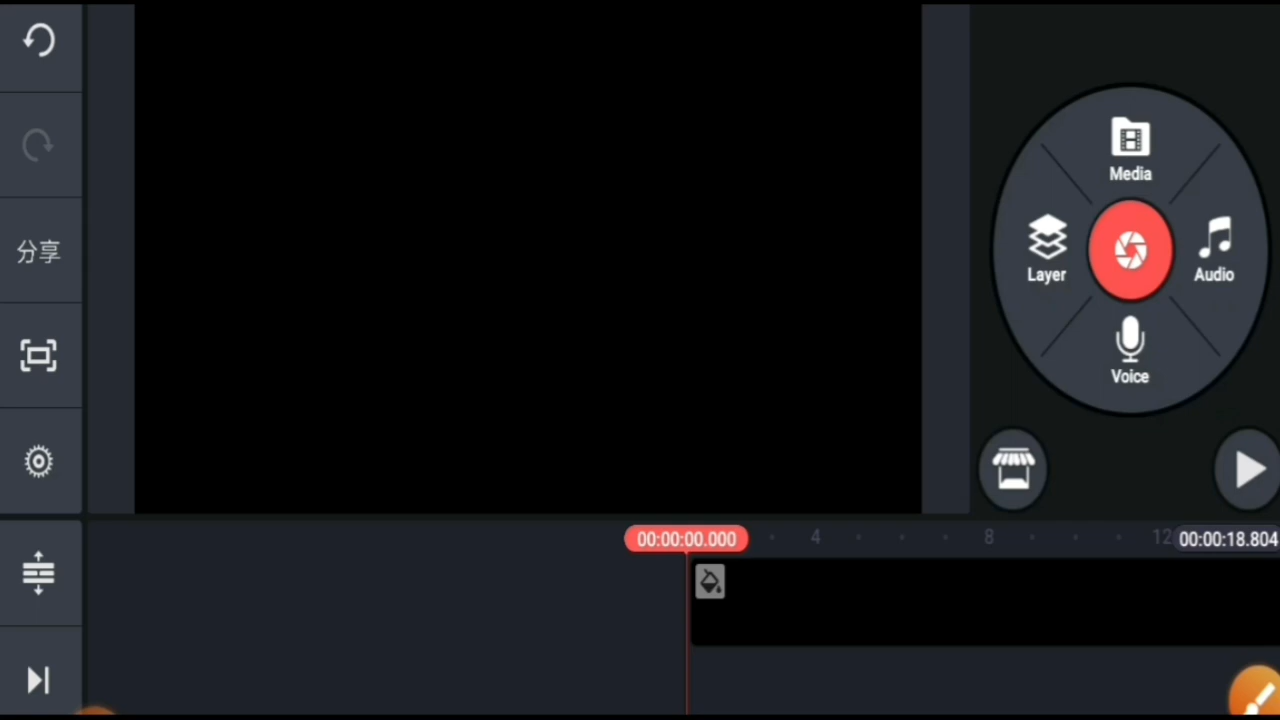 Media
分享
Layer
Audio
Voice
00:00:00.000
4
8
12
00:00:18.804